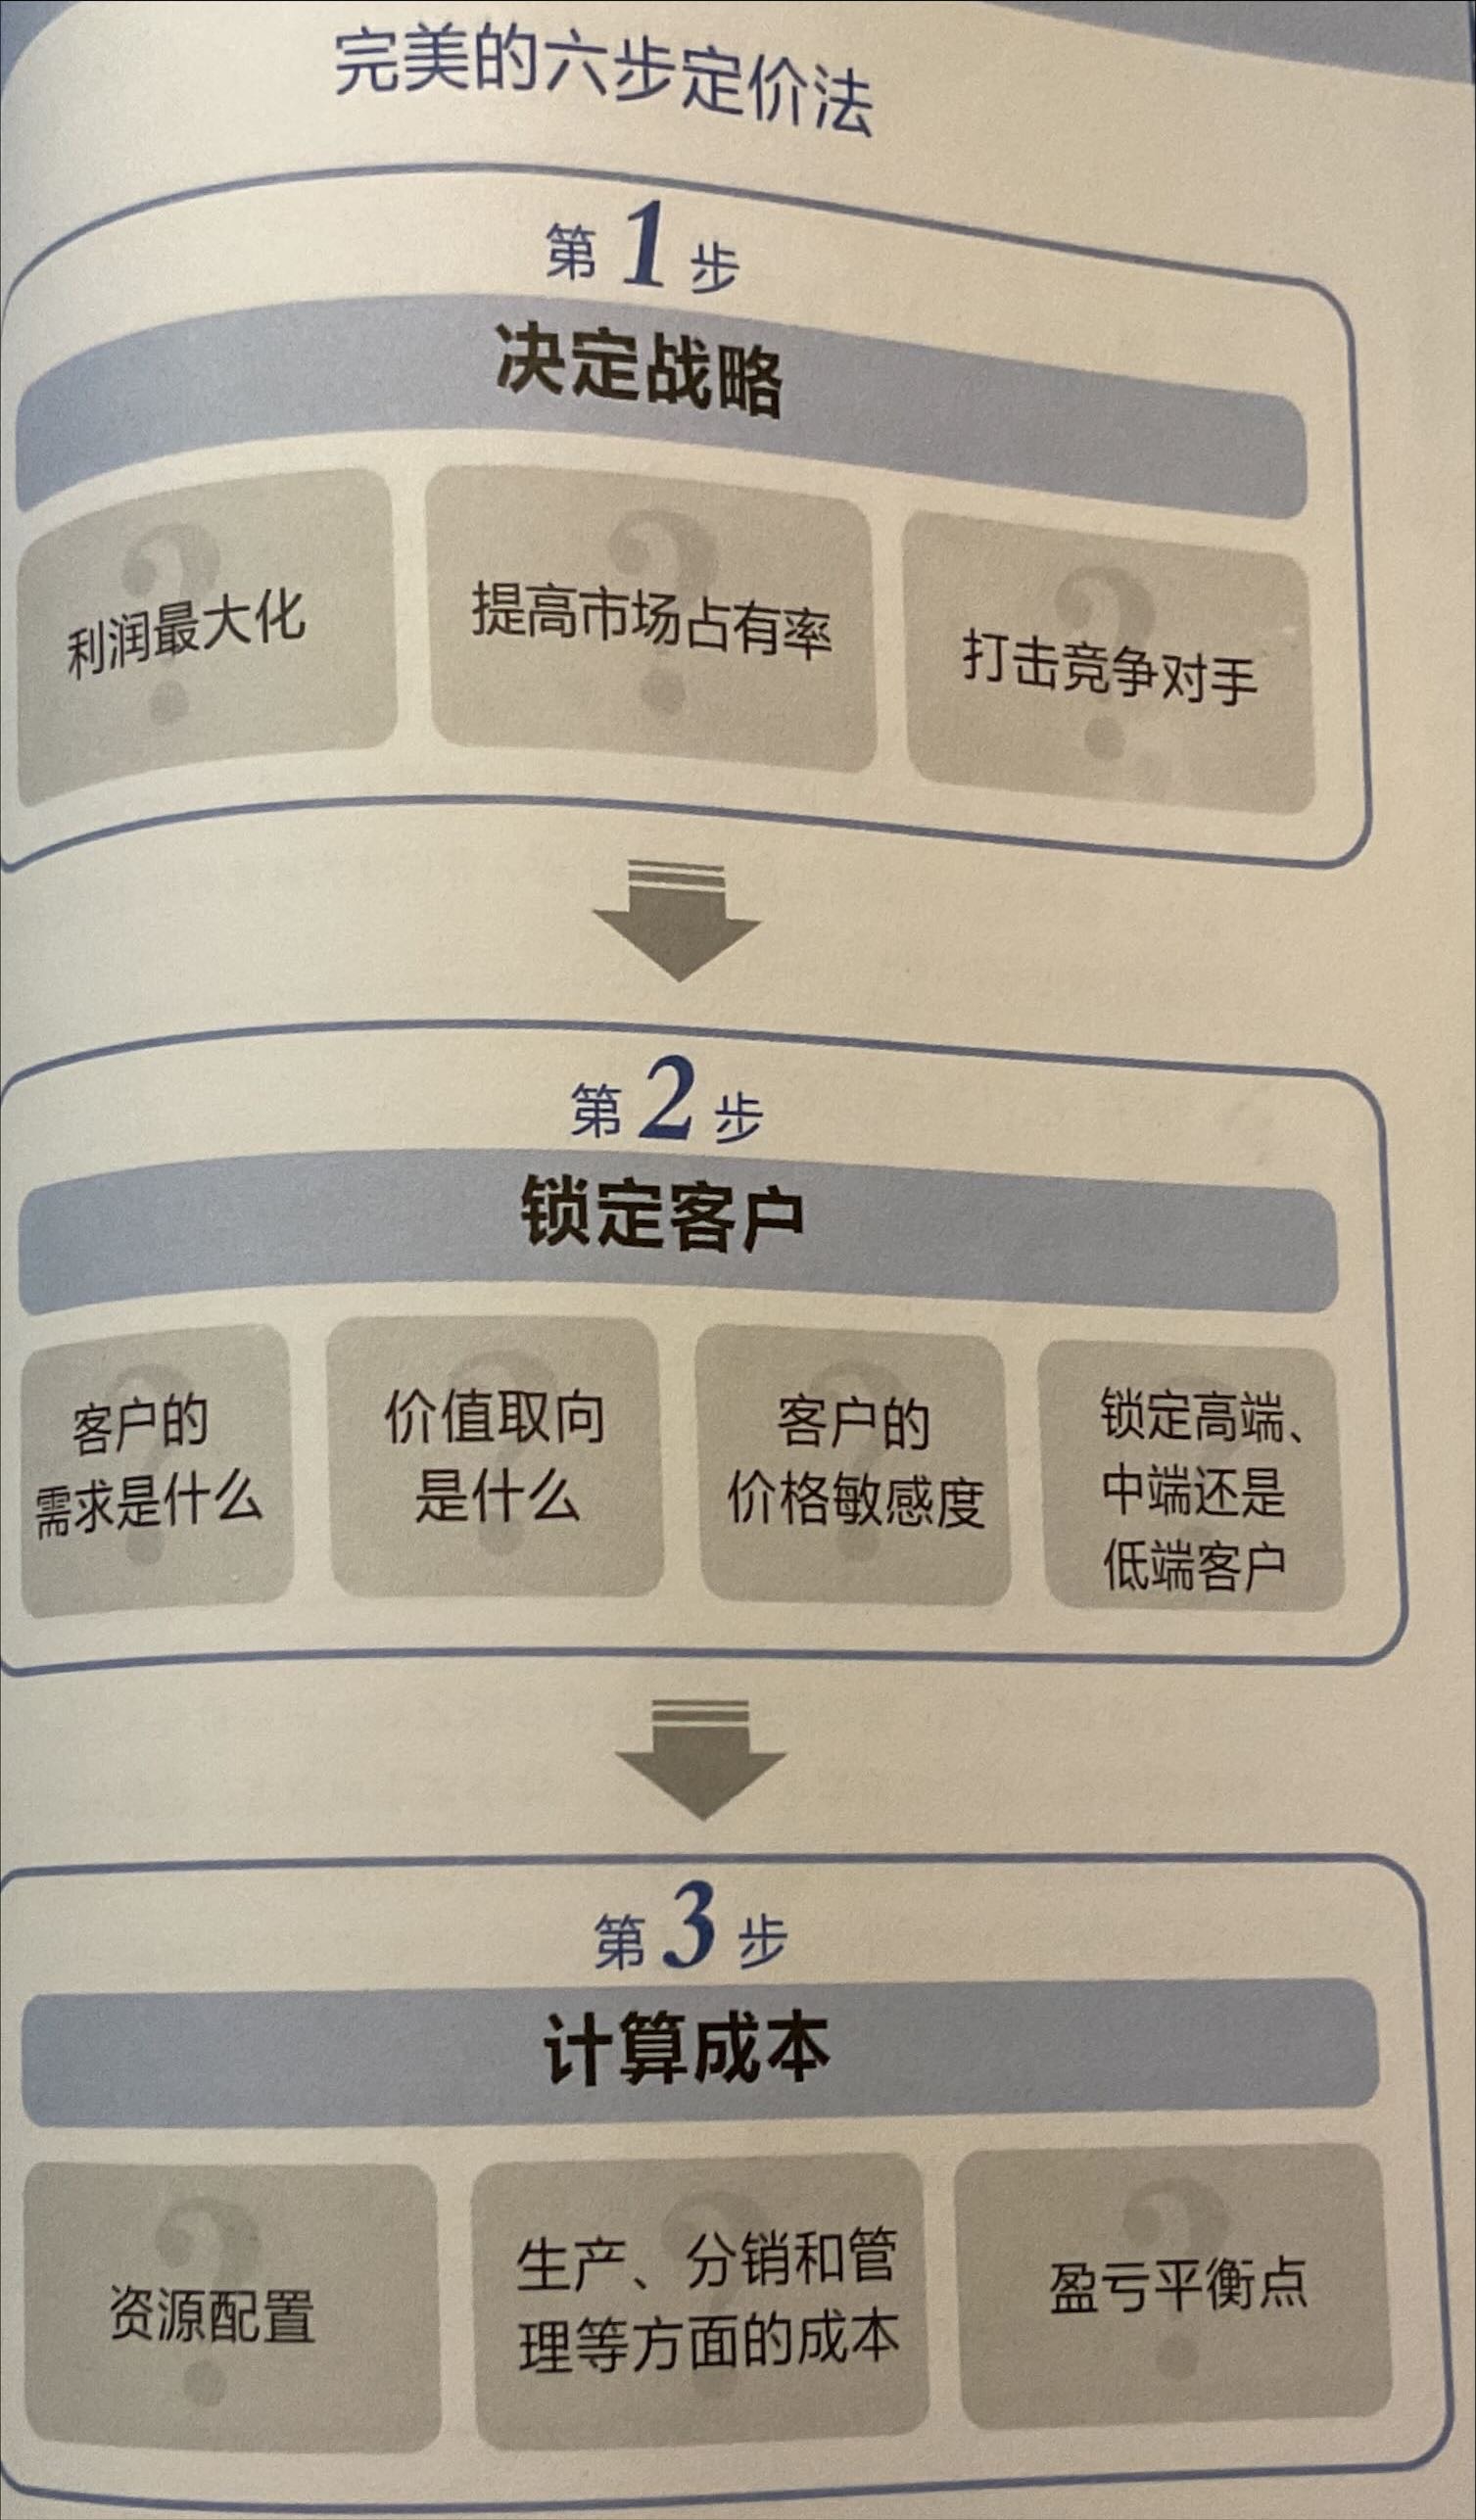 完美的六步定价法
第1步
决定战略
利润最大化
提高市场占有率
打击竞争对手
第2步
锁定客户
客户的
需求是什么
价值取向
是什么
客户的
价格敏感度
锁定高端、
中端还是
低端客户
第3步
计算成本
资源配置
生产、分销和管
理等方面的成本
盈亏平衡点